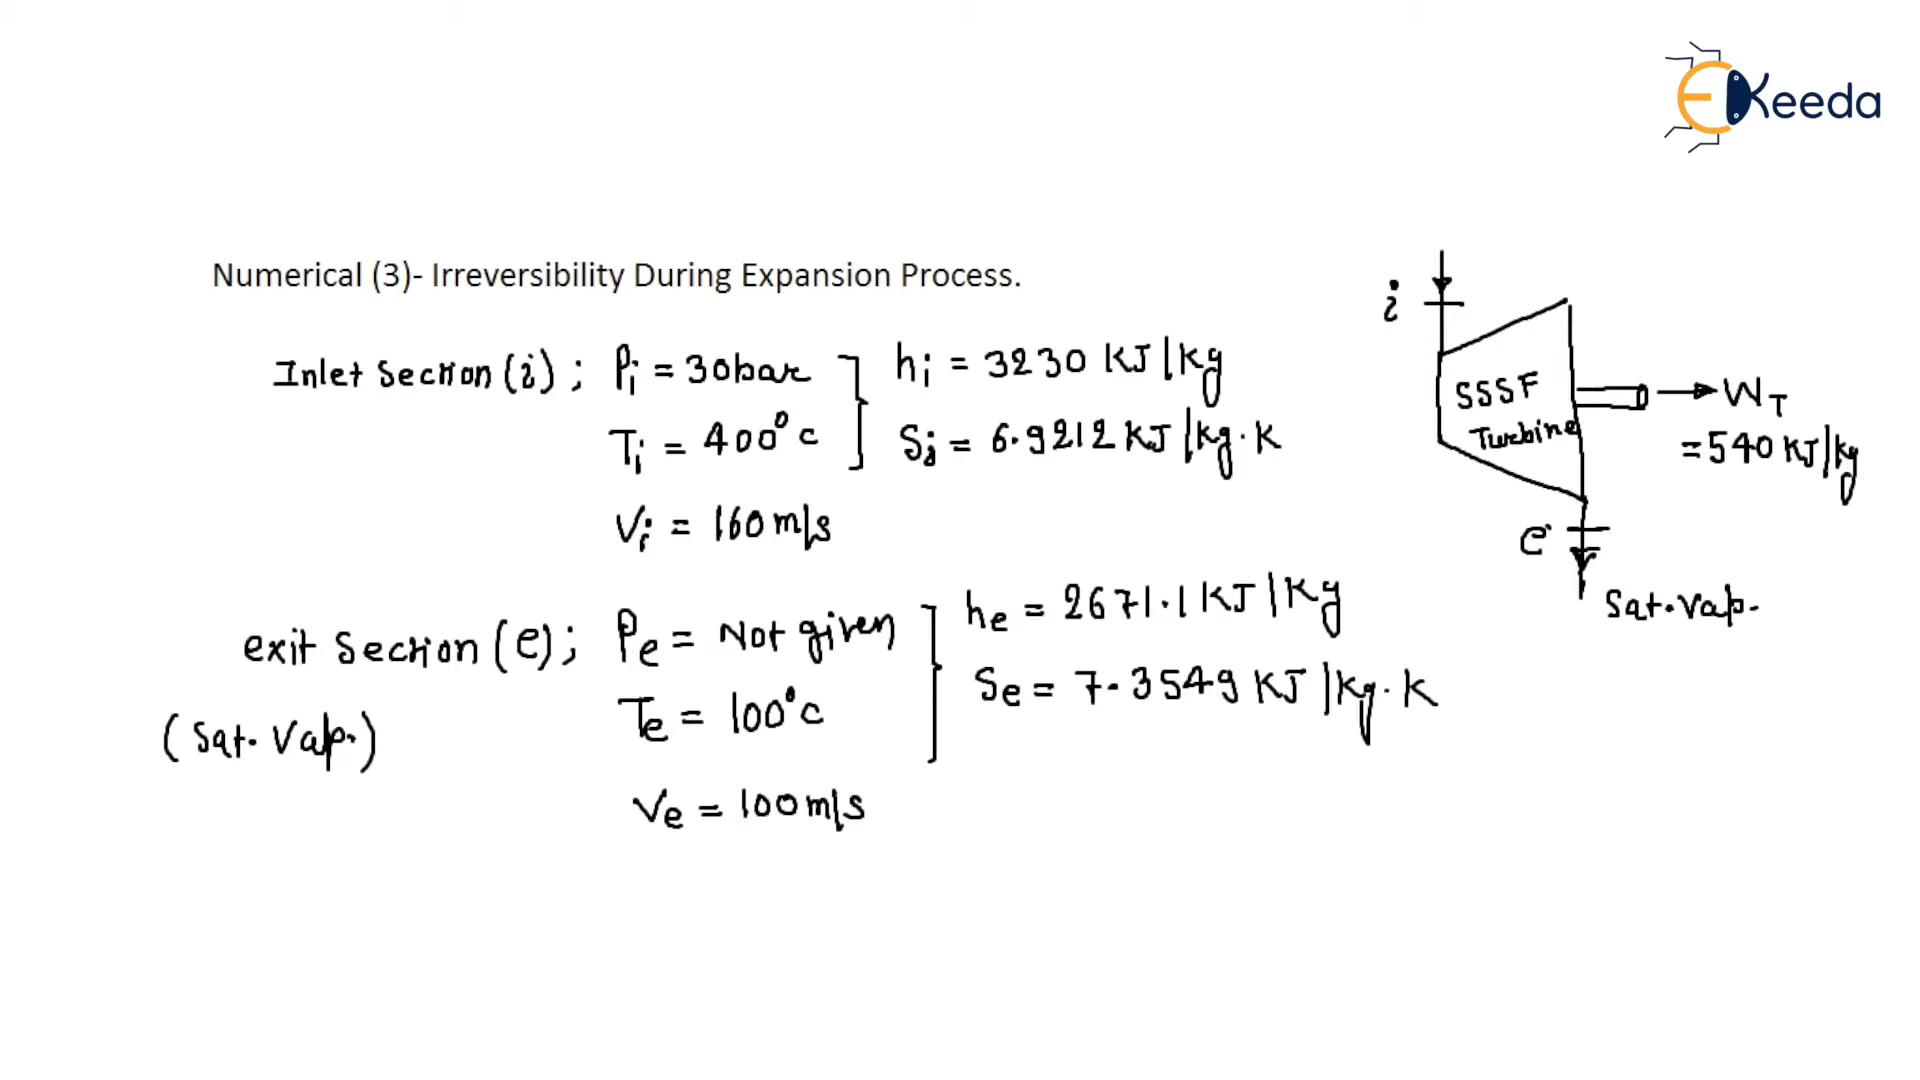 EKeeda
Numerical (3)- Irreversibility During Expansion Process.
Inlet Section (i) ; Pi = 30bar hi = 3230 KJ/kg
Ti = 400°c Si = 6.9212 KJ/kg.K
Vi = 160m/s
exit Section (e); Pe = Not given he = 2671.1 KJ/kg
(Sat. Vap.) Te = 100°c Se = 7.3549 KJ/kg.K
Ve = 100m/s
i
SSSF
Turbine
WT
= 540 KJ/kg
e
Sat. Vap.